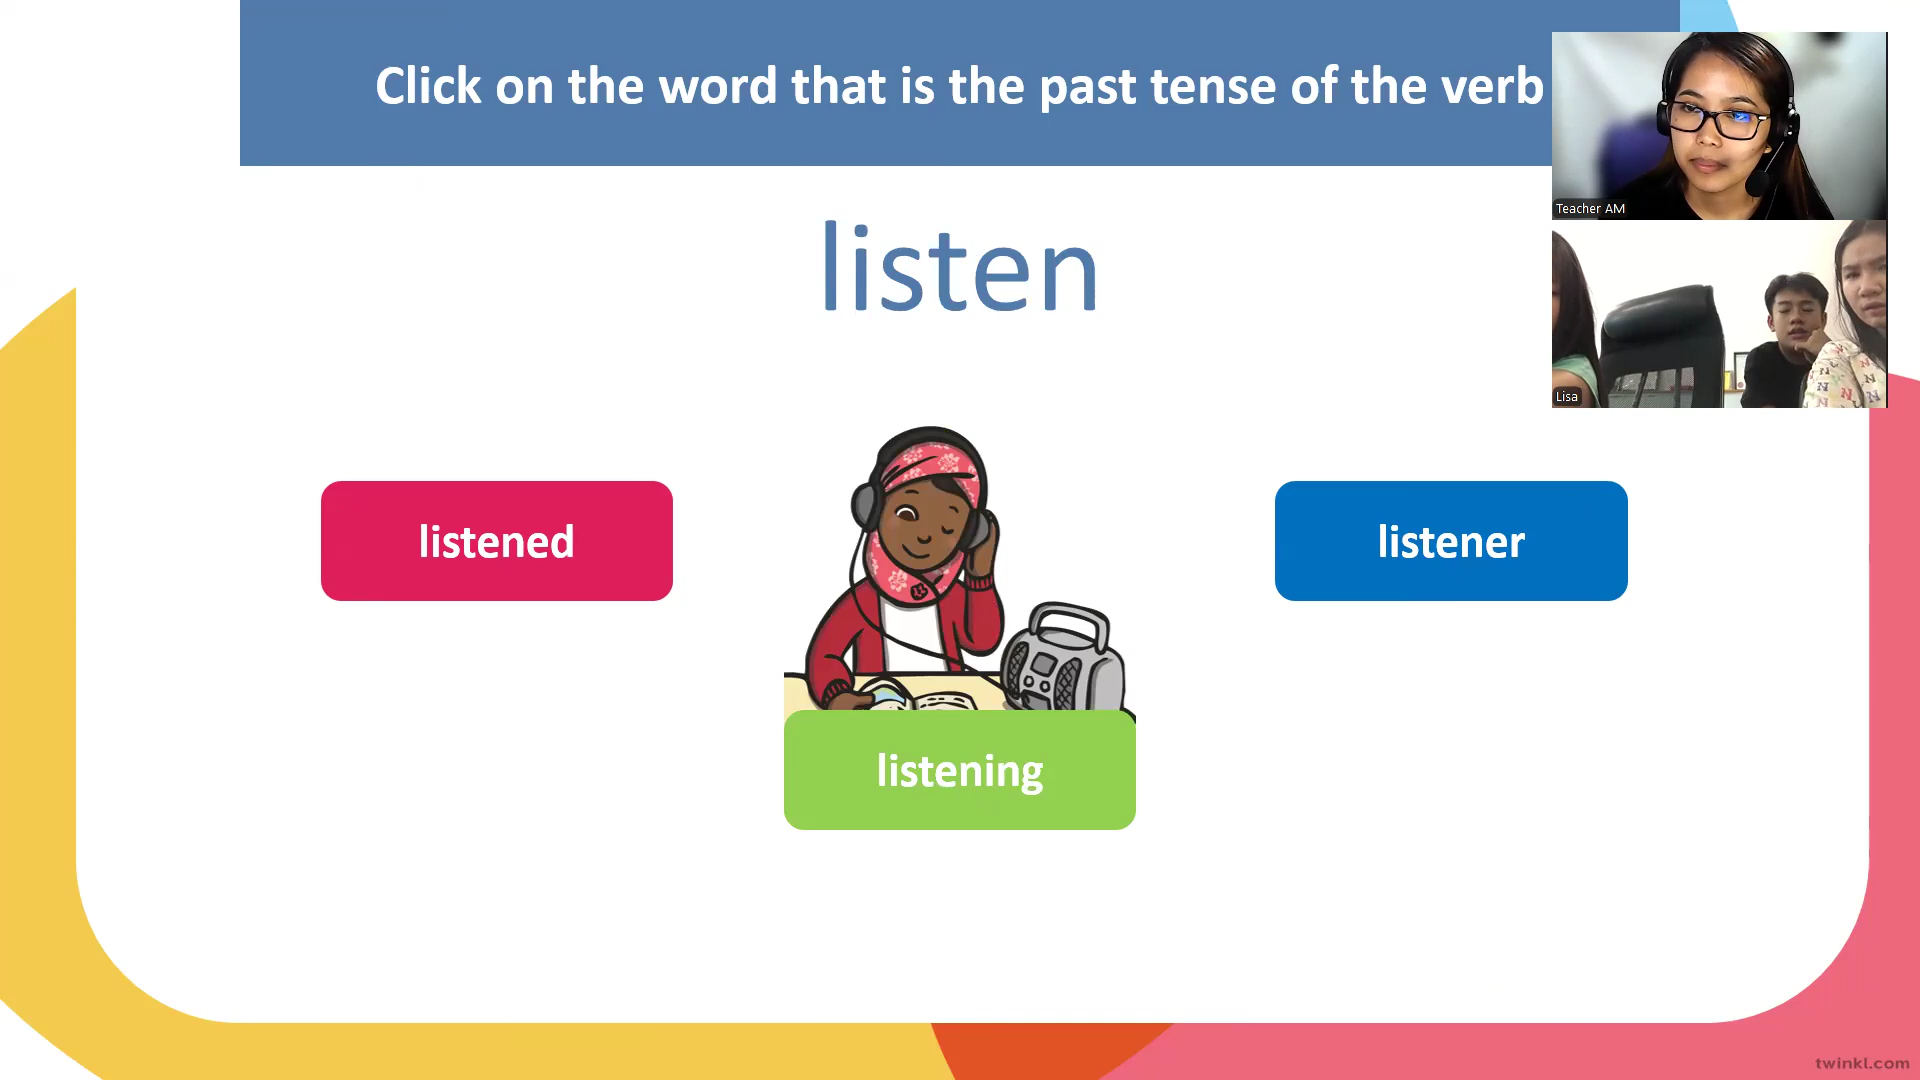 Click on the word that is the past tense of the verb
Teacher AM
listen
Lisa
listened
listener
listening
twinkl.com